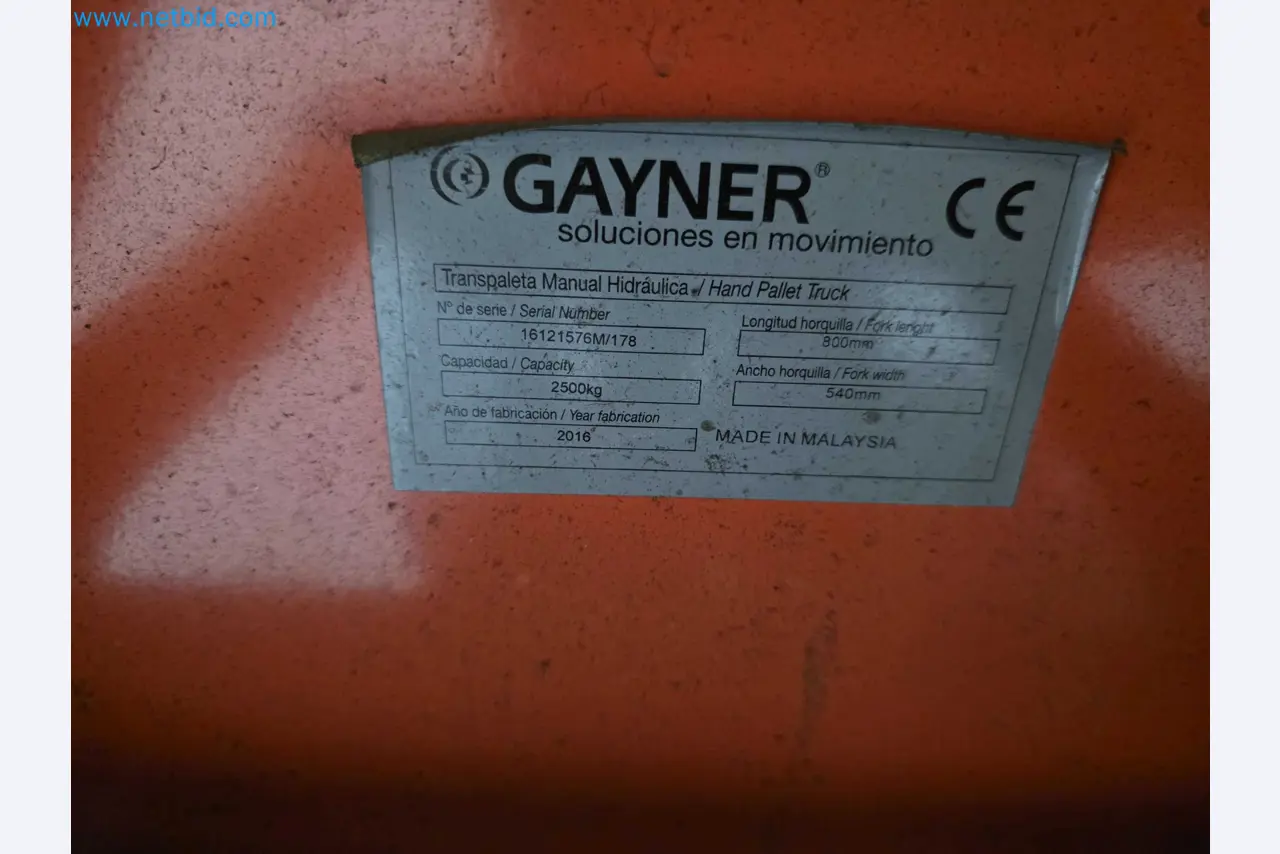 www.netbid.com
GAYNER®
CE
soluciones en movimiento
Transpaleta Manual Hidráulica / Hand Pallet Truck
Nº de serie / Serial Number
16121576M/178
Longitud horquilla / Fork lenght
800mm
Capacidad / Capacity
2500kg
Ancho horquilla / Fork width
540mm
Año de fabricación / Year fabrication
2016
MADE IN MALAYSIA